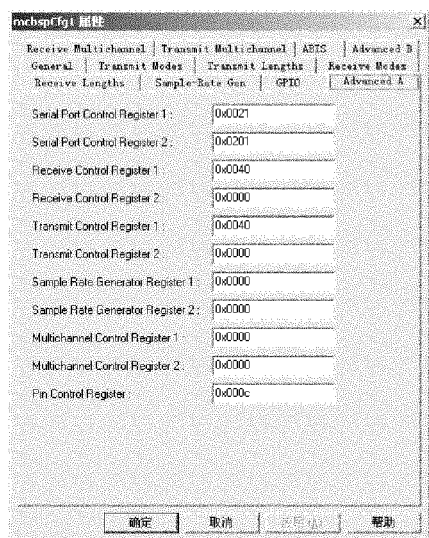 mcbspCfg1 属性
Receive Multichannel Transmit Multichannel ABIS Advanced B
General Transmit Modes Transmit Lengths Receive Modes
Receive Lengths Sample-Rate Gen GPIO Advanced A
Serial Port Control Register 1 : 0x0021
Serial Port Control Register 2 : 0x0201
Receive Control Register 1 0x0040
Receive Control Register 2 0x0000
Transmit Control Register 1 : 0x0040
Transmit Control Register 2 : 0x0000
Sample Rate Generator Register 1 : 0x0000
Sample Rate Generator Register 2 : 0x0000
Multichannel Control Register 1 : 0x0000
Multichannel Control Register 2 : 0x0000
Pin Control Register : 0x000c
确定 取消 帮助